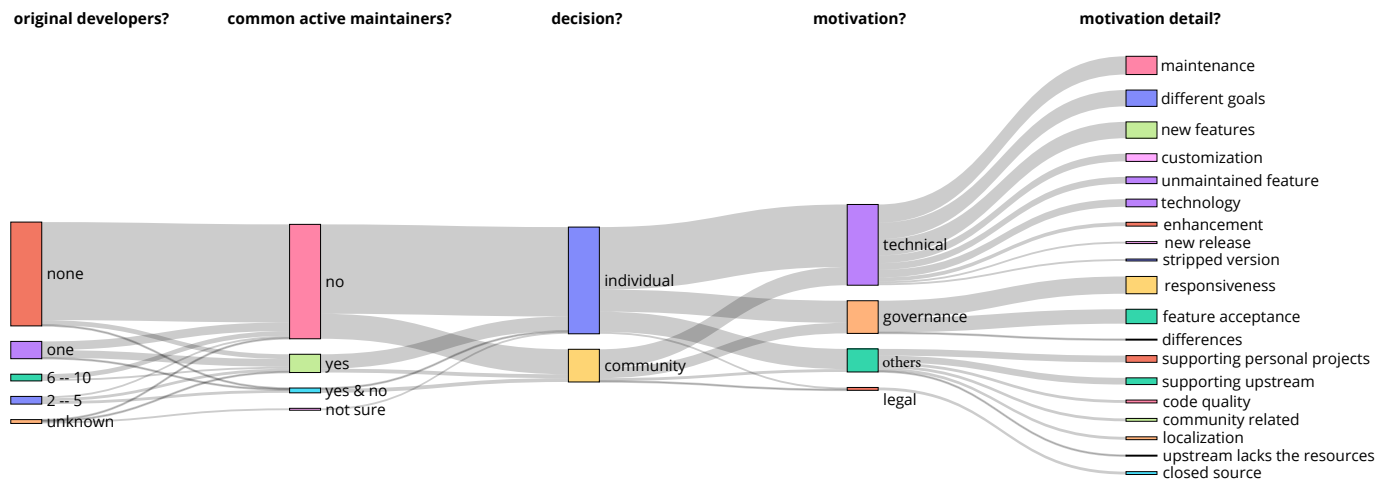 original developers?
common active maintainers?
decision?
motivation?
motivation detail?
none
one
6 -- 10
2 -- 5
unknown
no
yes
yes & no
not sure
individual
community
technical
governance
others
legal
maintenance
different goals
new features
customization
unmaintained feature
technology
enhancement
new release
stripped version
responsiveness
feature acceptance
differences
supporting personal projects
supporting upstream
code quality
community related
localization
upstream lacks the resources
closed source